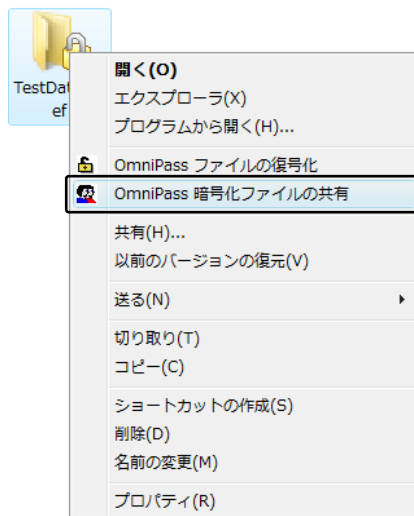 TestDat
ef
開く(O)
エクスプローラ(X)
プログラムから開く(H)...
OmniPass ファイルの復号化
OmniPass 暗号化ファイルの共有
共有(H)...
以前のバージョンの復元(V)
送る(N)
切り取り(T)
コピー(C)
ショートカットの作成(S)
削除(D)
名前の変更(M)
プロパティ(R)